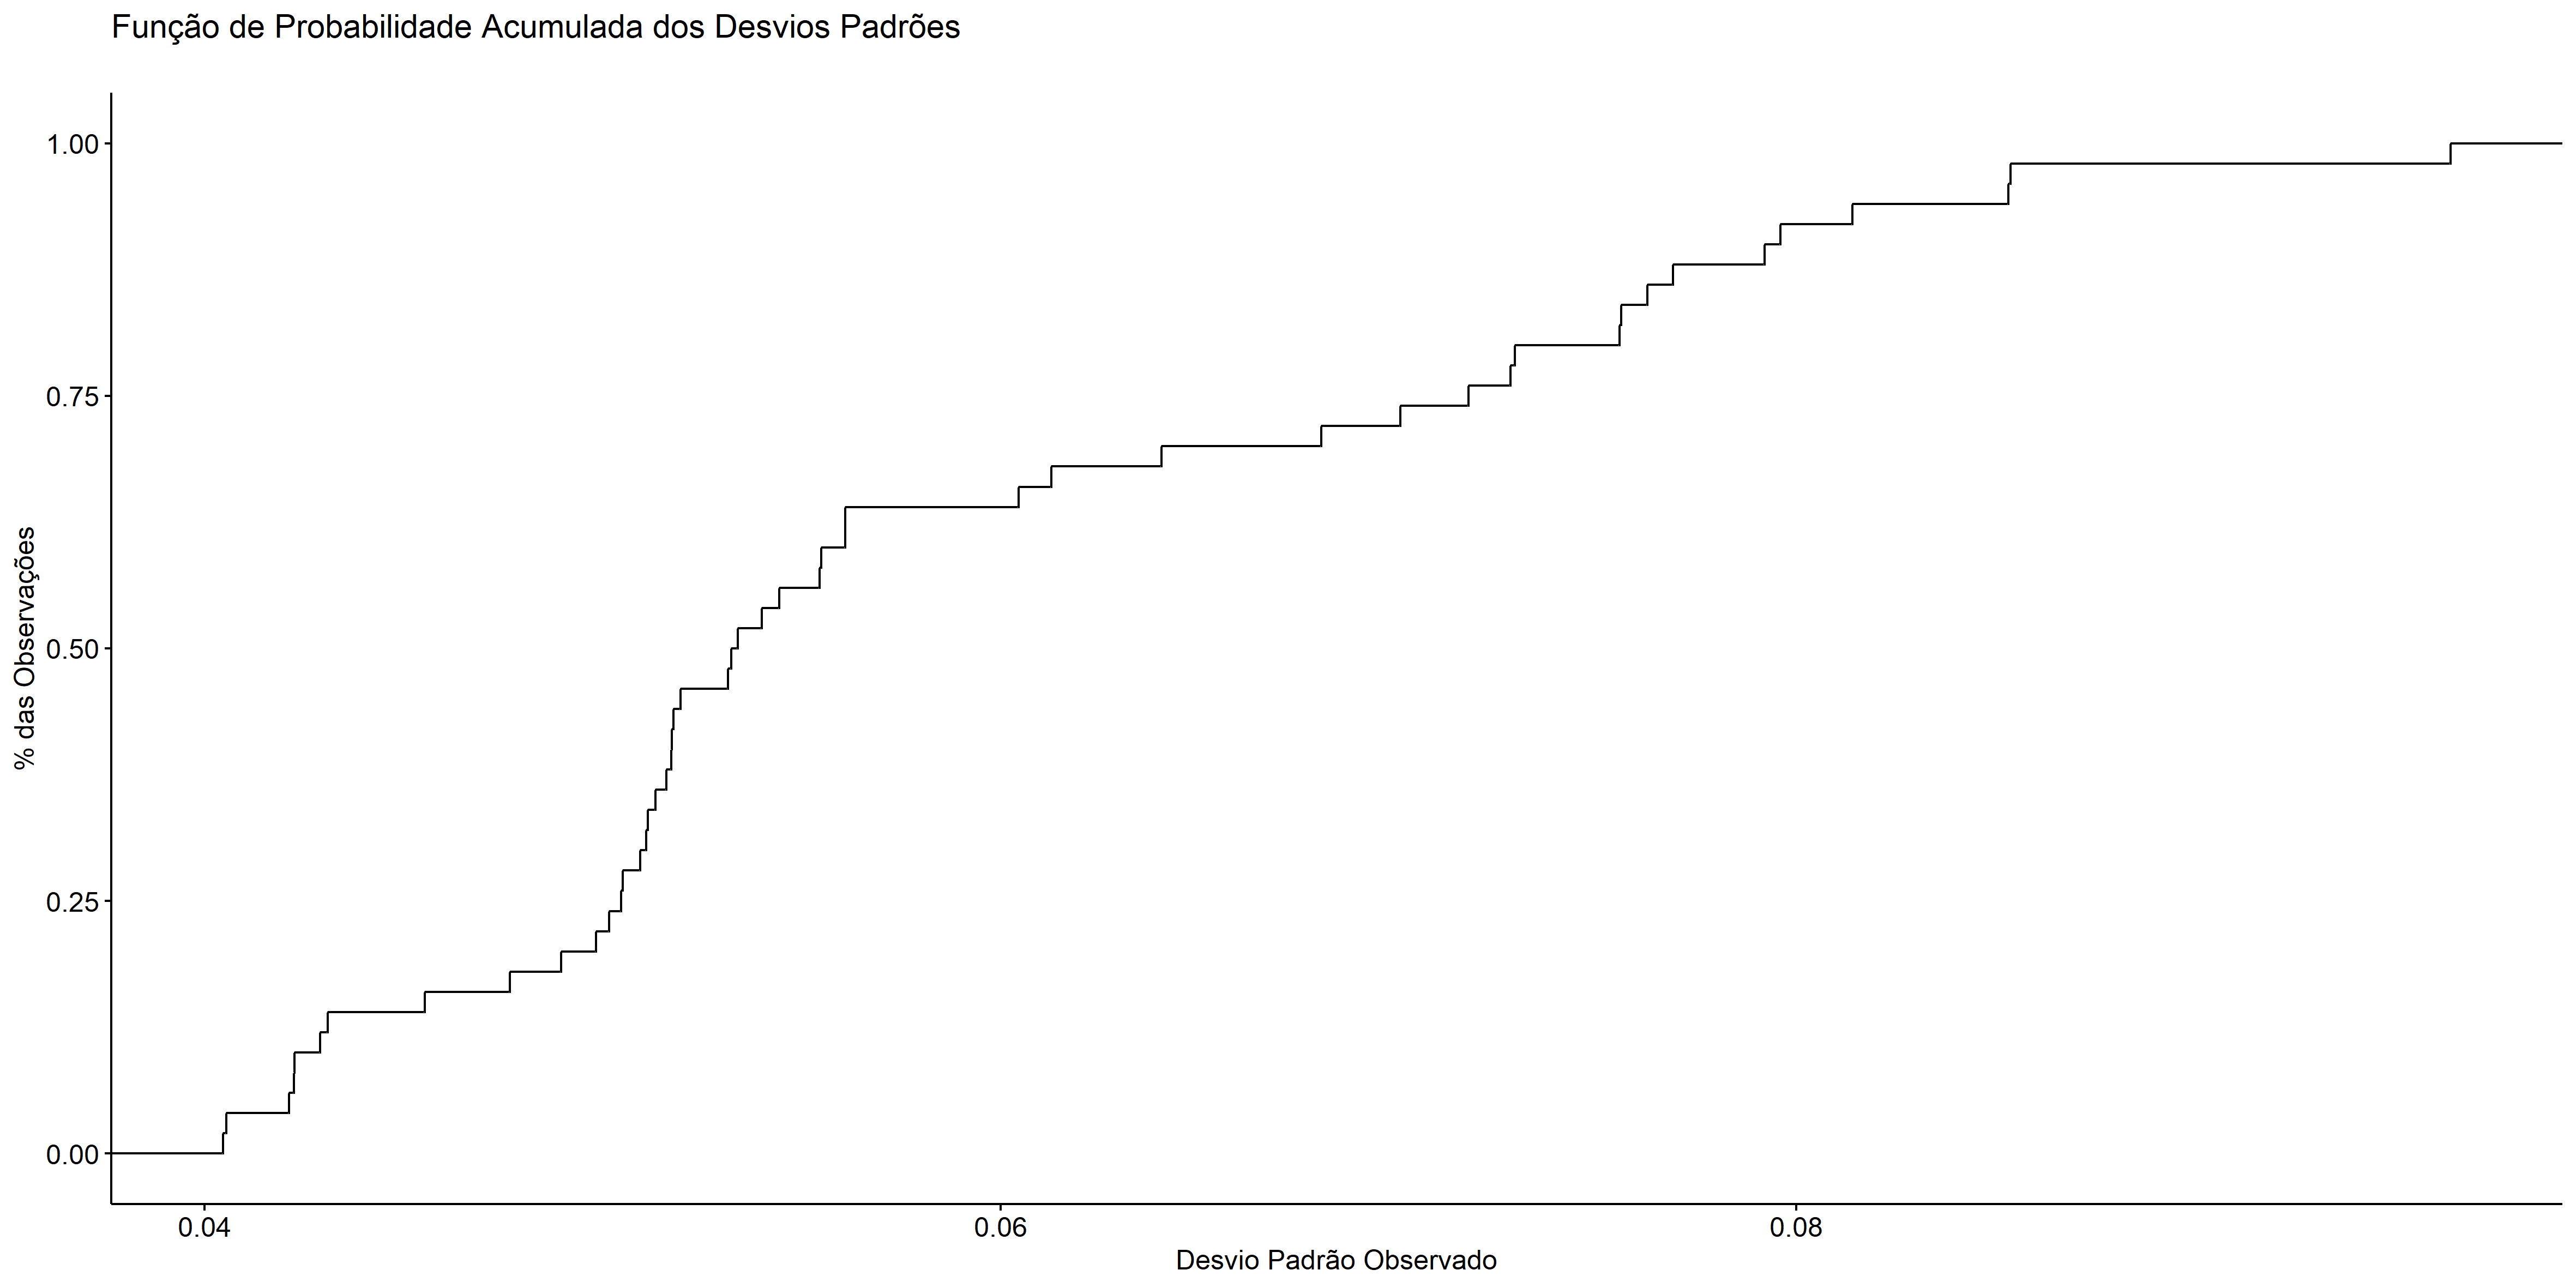 Função de Probabilidade Acumulada dos Desvios Padrões
1.00
0.75
0.50
0.25
0.00
% das Observações
0.04
0.06
0.08
Desvio Padrão Observado